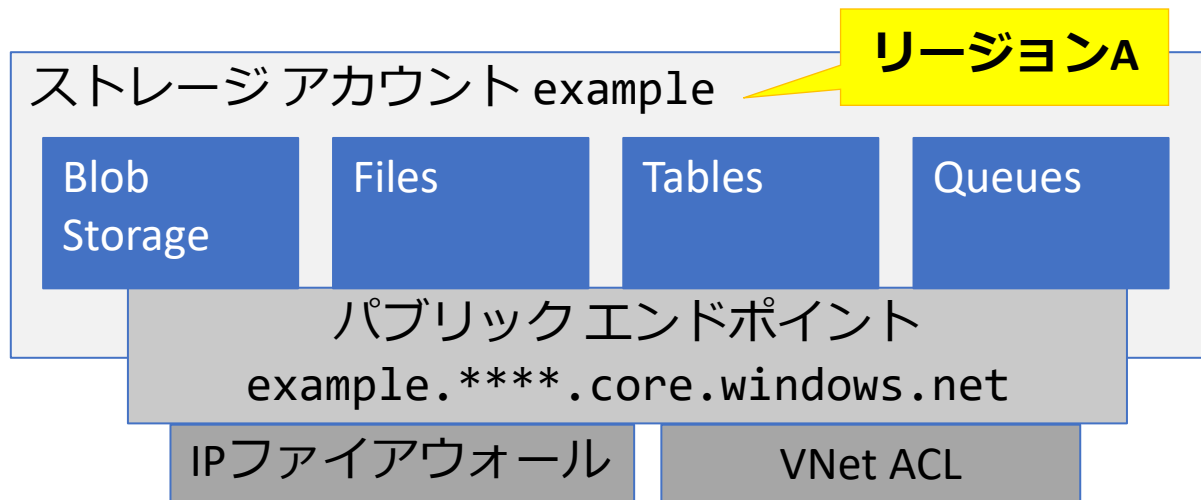 リージョンA
ストレージ アカウント example
Blob
Storage
Files
Tables
Queues
パブリック エンドポイント
example.****.core.windows.net
IPファイアウォール
VNet ACL